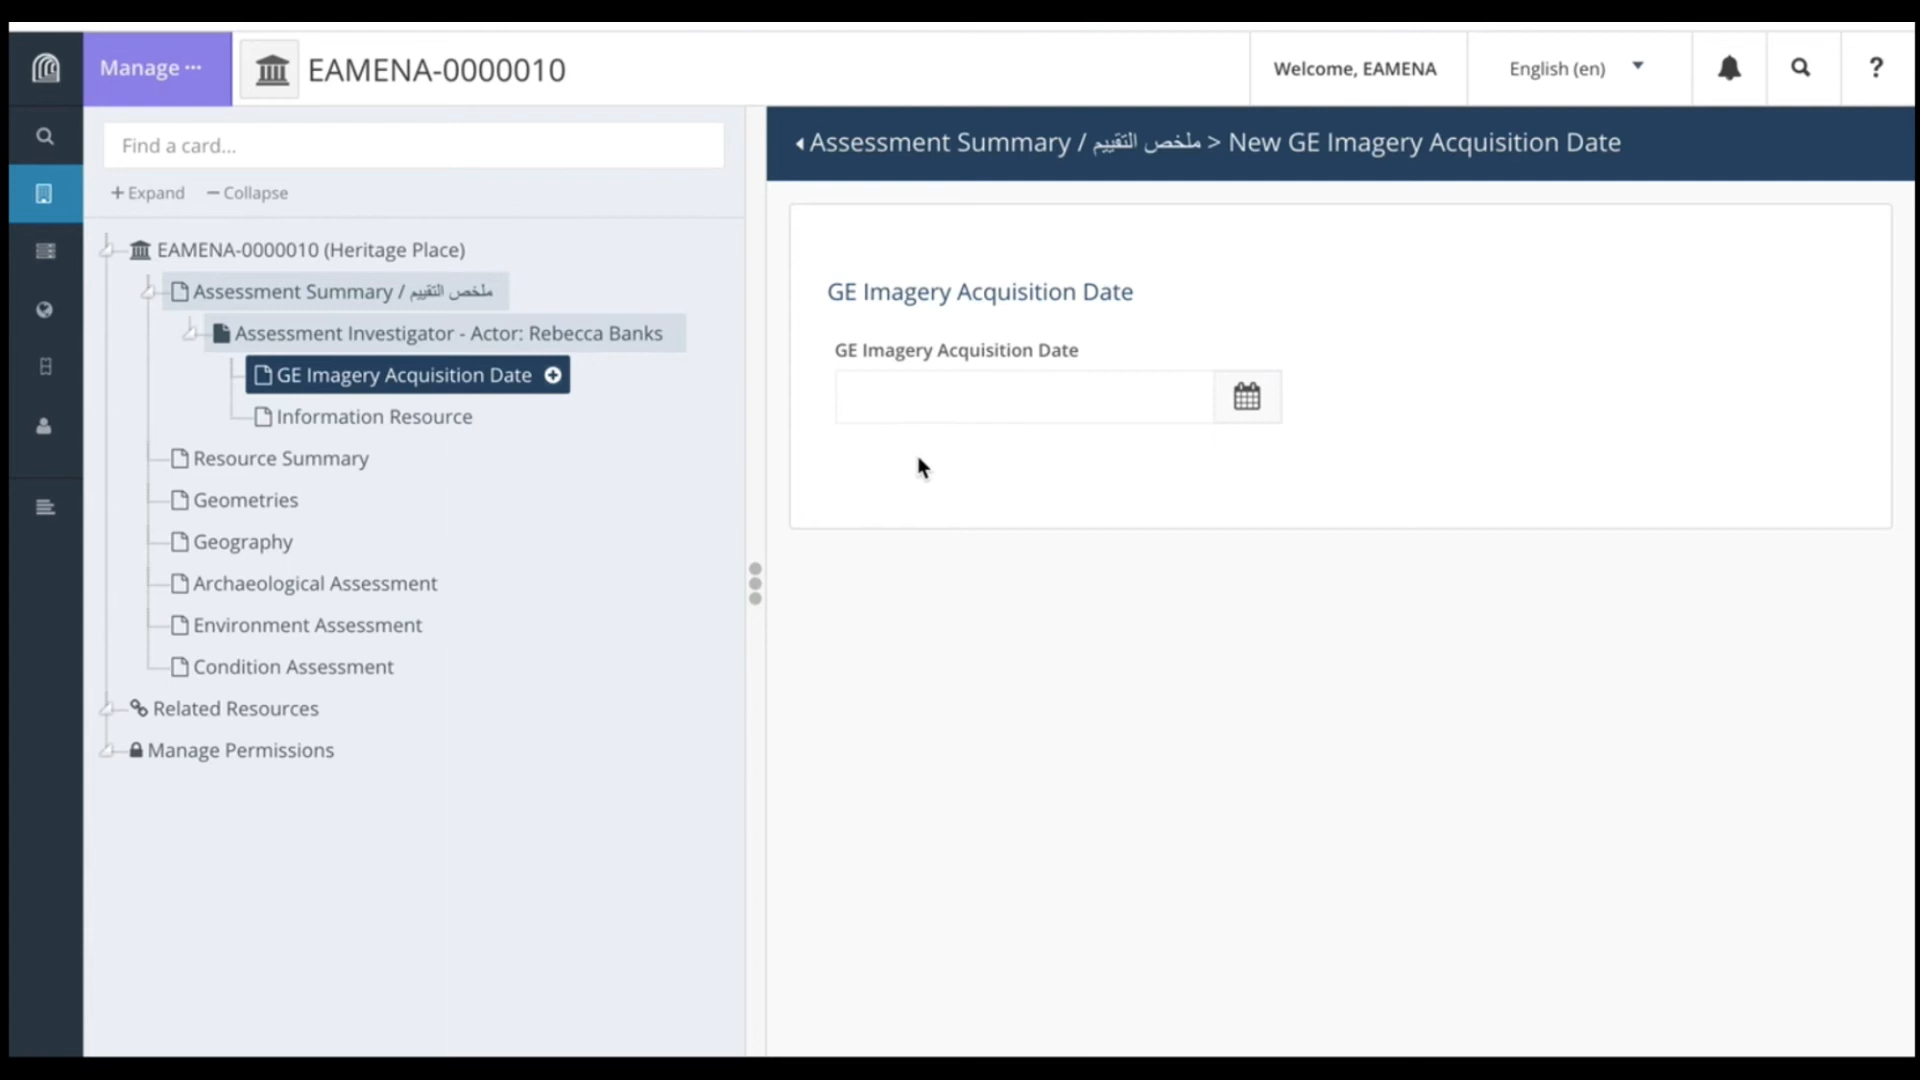 Manage ···
EAMENA-0000010
Welcome, EAMENA
English (en)
?
Find a card...
+ Expand
− Collapse
EAMENA-0000010 (Heritage Place)
Assessment Summary / ملخص التقييم
Assessment Investigator - Actor: Rebecca Banks
GE Imagery Acquisition Date
Information Resource
Resource Summary
Geometries
Geography
Archaeological Assessment
Environment Assessment
Condition Assessment
Related Resources
Manage Permissions
Assessment Summary / ملخص التقييم > New GE Imagery Acquisition Date
GE Imagery Acquisition Date
GE Imagery Acquisition Date